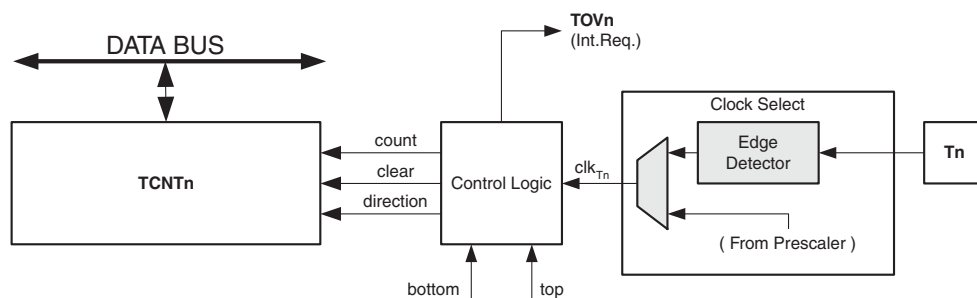 TOVn
(Int.Req.)
DATA BUS
Clock Select
count
Edge
Detector
Tn
TCNTn
clear
Control Logic
clkTn
direction
( From Prescaler )
bottom
top